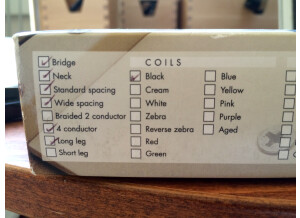 COILS
Bridge
Neck
Standard spacing
Wide spacing
Braided 2 conductor
4 conductor
Long leg
Short leg
Black
Cream
White
Zebra
Reverse zebra
Red
Green
Blue
Yellow
Pink
Purple
Aged